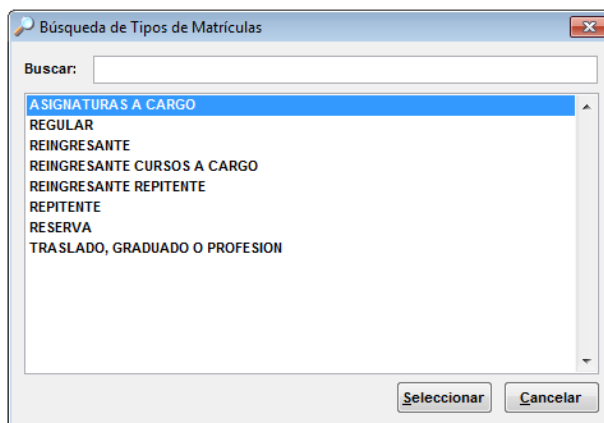 Búsqueda de Tipos de Matrículas
Buscar:
ASIGNATURAS A CARGO
REGULAR
REINGRESANTE
REINGRESANTE CURSOS A CARGO
REINGRESANTE REPITENTE
REPITENTE
RESERVA
TRASLADO, GRADUADO O PROFESION
Seleccionar Cancelar